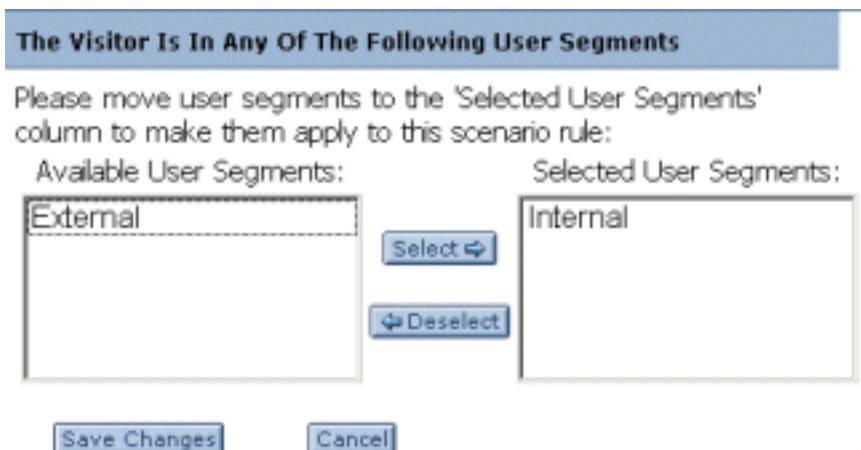 The Visitor Is In Any Of The Following User Segments
Please move user segments to the 'Selected User Segments'
column to make them apply to this scenario rule:
Available User Segments:
Selected User Segments:
External
Internal
Select
Deselect
Save Changes
Cancel